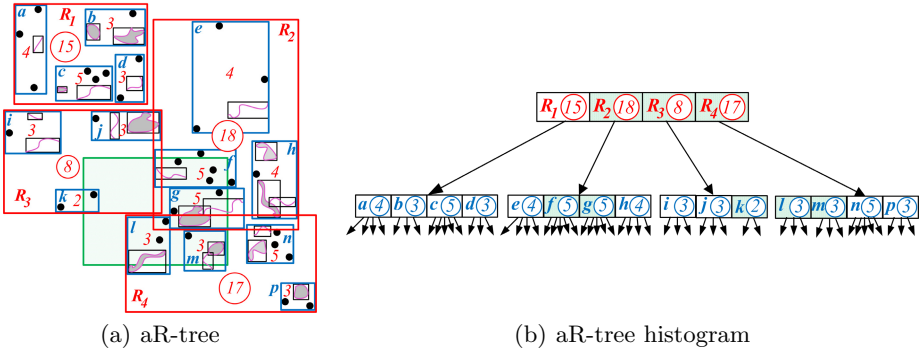 a R1 b e R2
4 15 3
c 5 d 3 4
i 3 j 3 18 f h
8 5 4
R3 k 2 g 5
l 3 3 n
m 5
R4 17 p 3
R1 15 R2 18 R3 8 R4 17
a 4 b 3 c 5 d 3 e 4 f 5 g 5 h 4 i 3 j 3 k 2 l 3 m 3 n 5 p 3
(a) aR-tree (b) aR-tree histogram